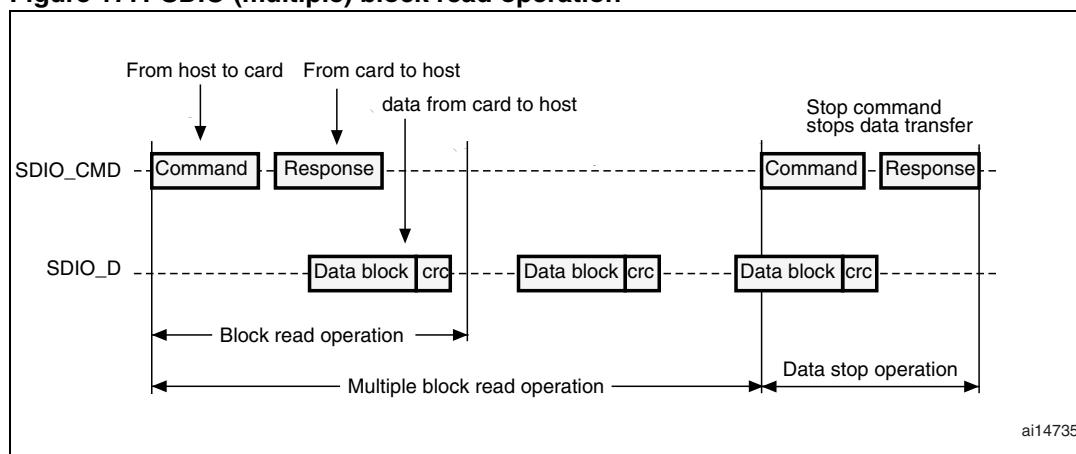 From host to card From card to host
data from card to host
Stop command
stops data transfer
SDIO_CMD Command Response Command Response
SDIO_D Data block crc Data block crc Data block crc
Block read operation
Data stop operation
Multiple block read operation
ai14735